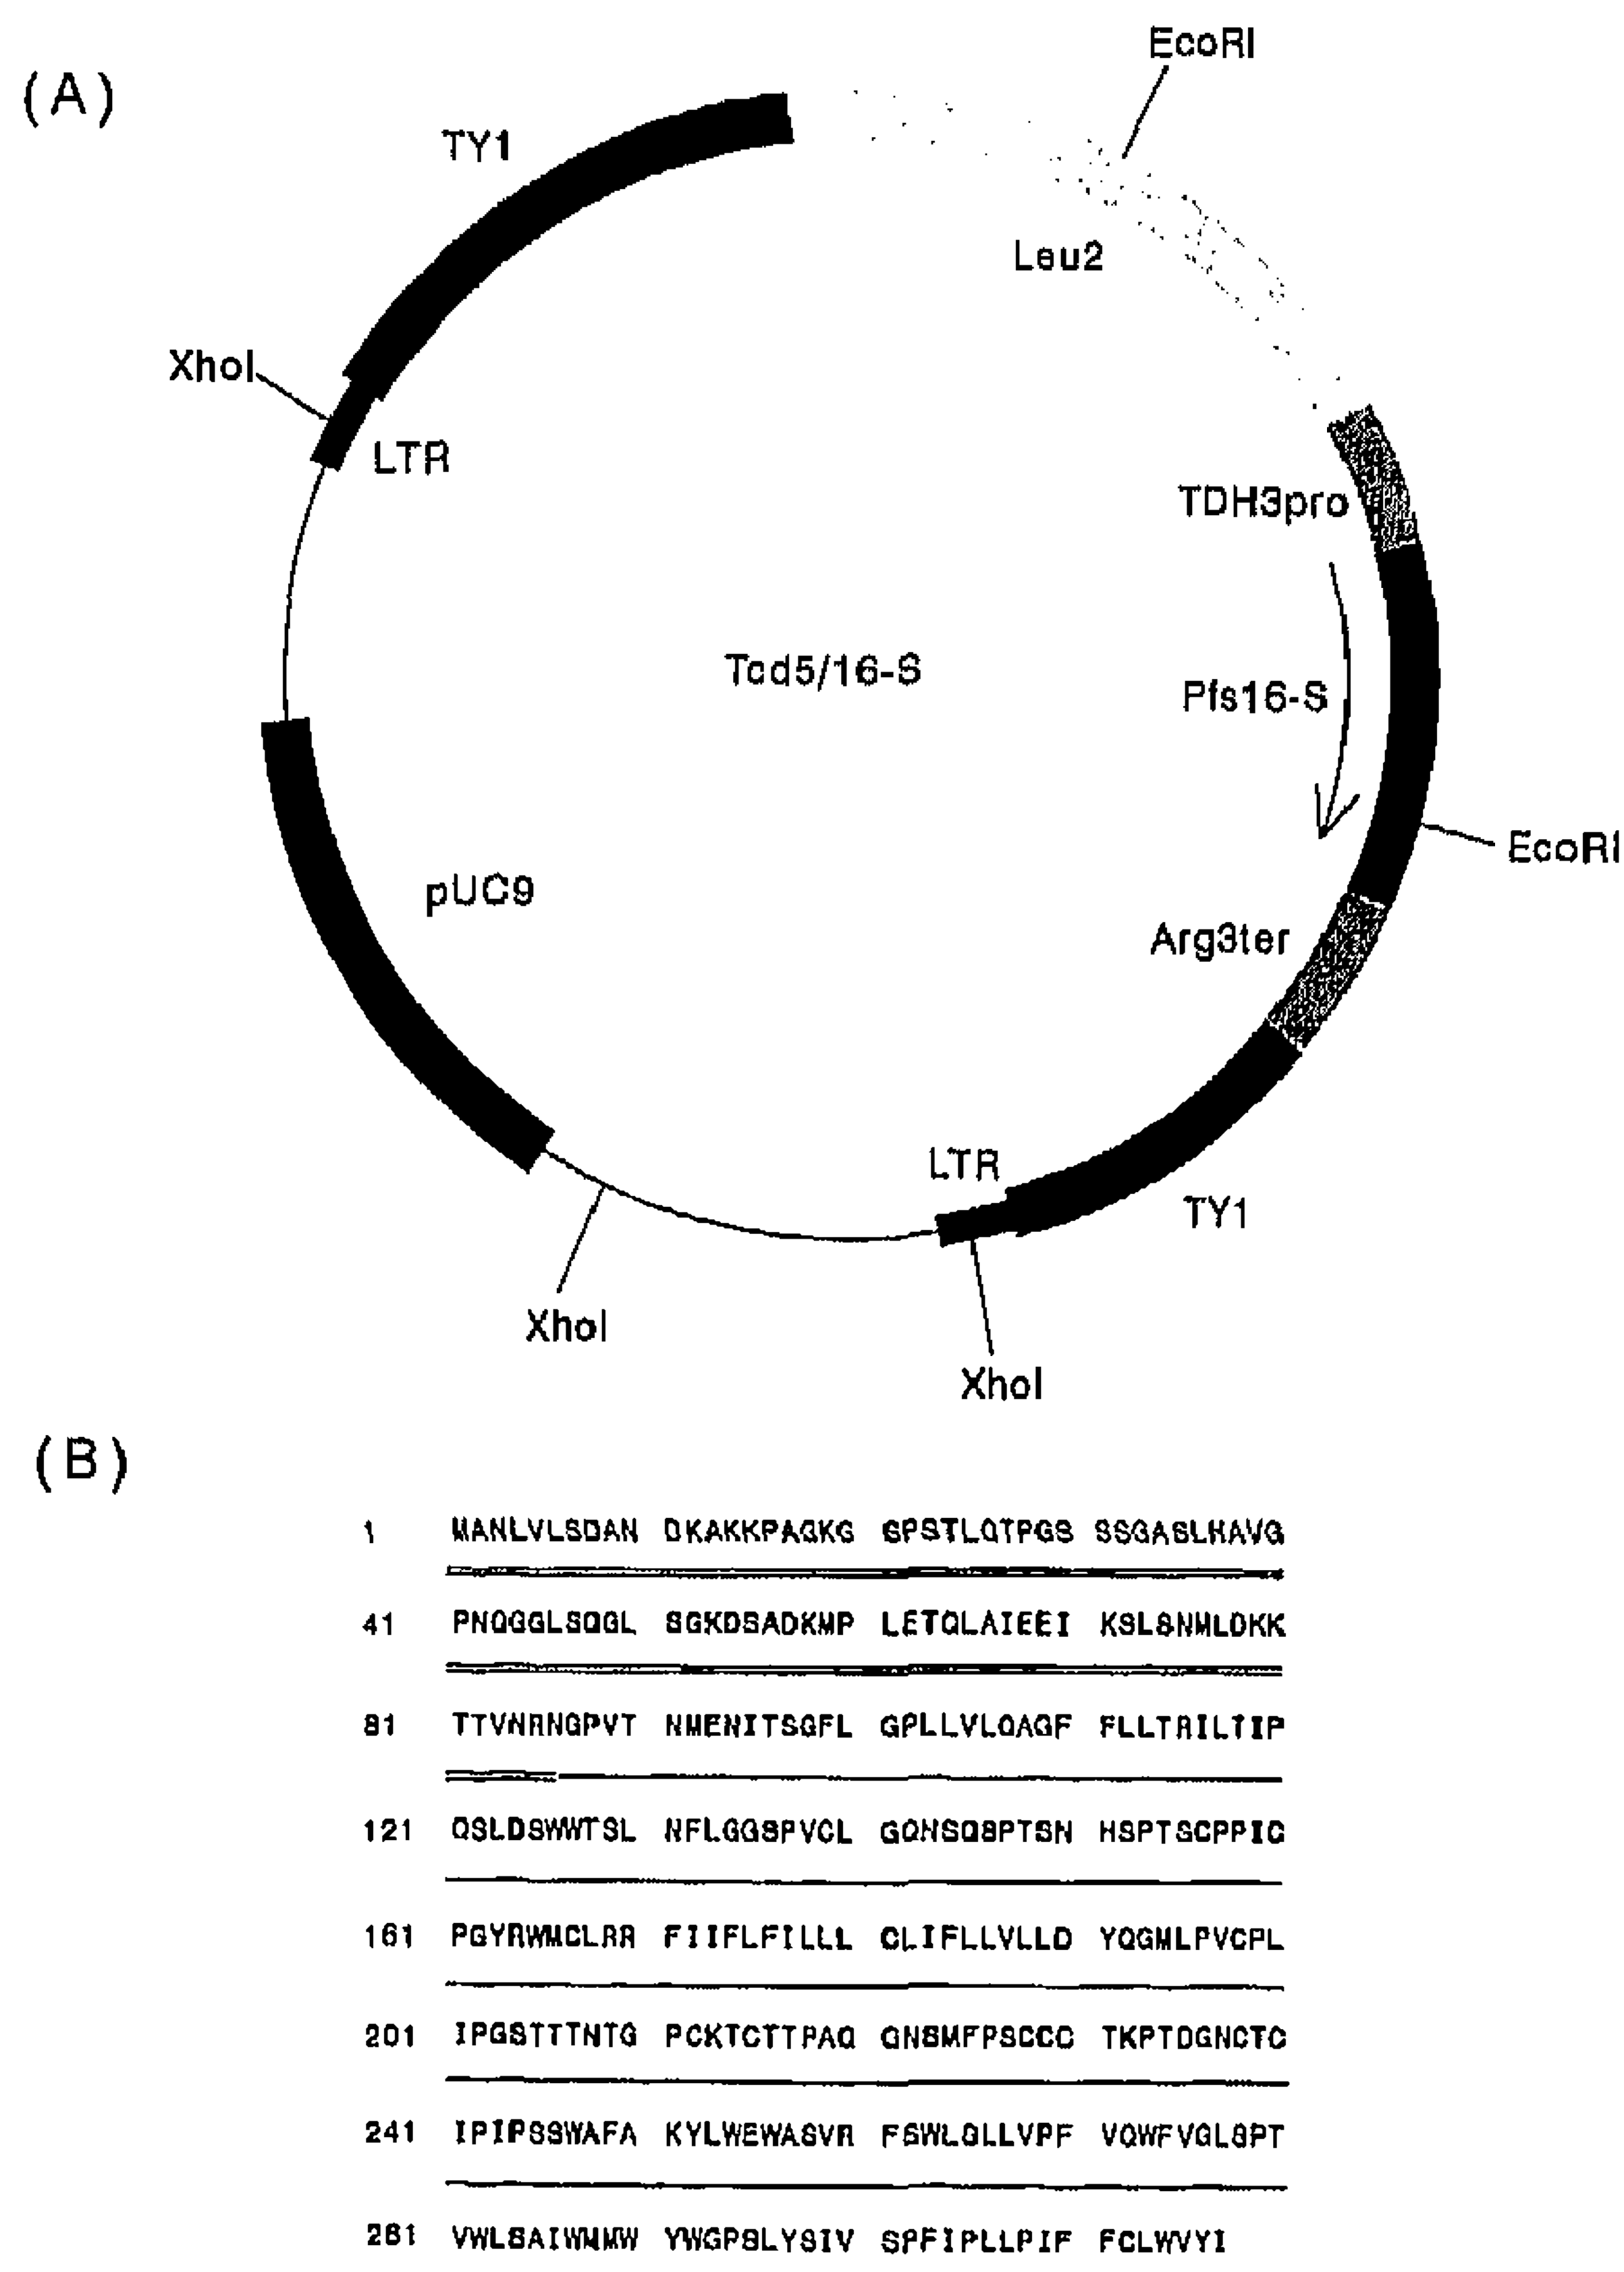 (A)
EcoRI
TY1
Leu2
XhoI
LTR
TDH3pro
Tcd5/16-S
Pfs16-S
EcoRI
pUC9
Arg3ter
LTR
TY1
XhoI
XhoI
(B)
1 MANLVLSDAN DKAKKPAGKG GPSTLQTPGS SSGASLHAVG
41 PNQGGLSQGL SGKDSADKMP LETQLAIEEI KSLSNMLDKK
81 TTVNRNGPVT NMENITSGFL GPLLVLQAGF FLLTRILTIP
121 QSLDSWWTSL NFLGGSPVCL GQNSQSPTSN HSPTSCPPIC
161 PGYRWMCLRR FIIFLFILLL CLIFLLVLLD YQGMLPVCPL
201 IPGSTTTNTG PCKTCTTPAQ GNSMFPSCCC TKPTDGNCTC
241 IPIPSSWAFA KYLWEWASVR FSWLSLLVPF VQWFVGLSPT
281 VWLSAIWMMW YWGPSLYSIV SPFIPLLPIF FCLWVYI